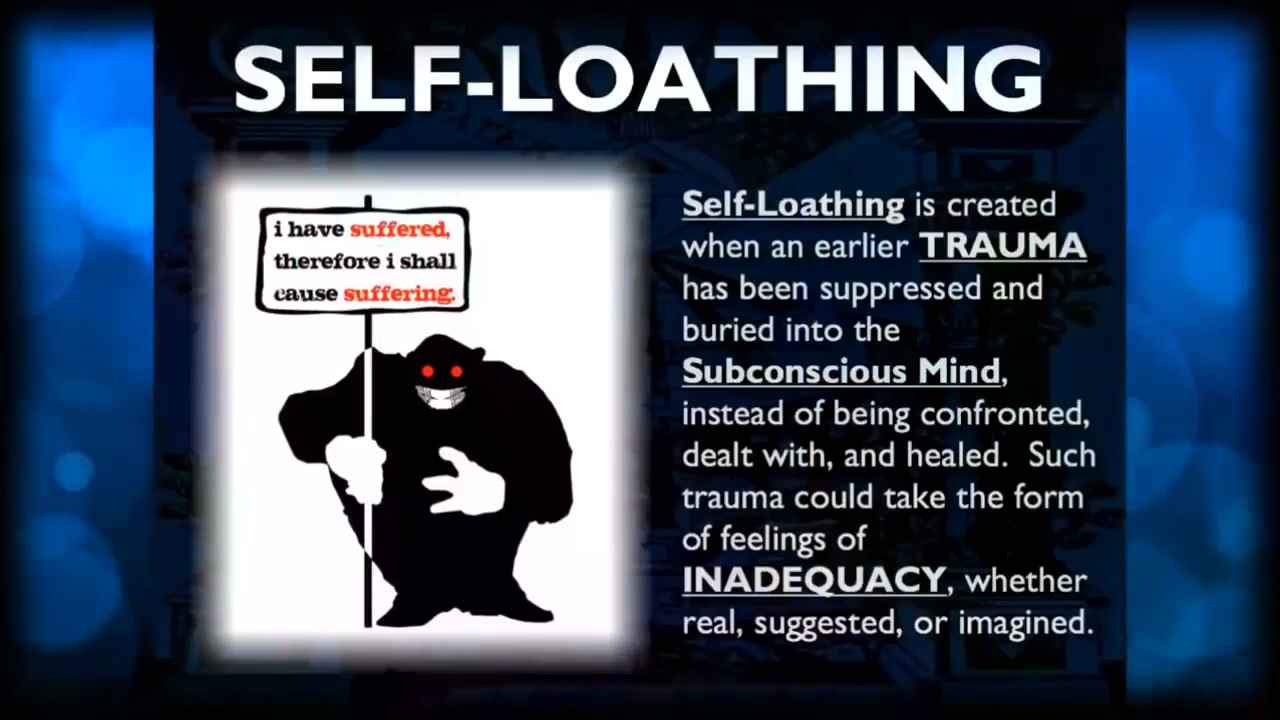 SELF-LOATHING
i have suffered,
therefore i shall
cause suffering.
Self-Loathing is created
when an earlier TRAUMA
has been suppressed and
buried into the
Subconscious Mind,
instead of being confronted,
dealt with, and healed.  Such
trauma could take the form
of feelings of
INADEQUACY, whether
real, suggested, or imagined.